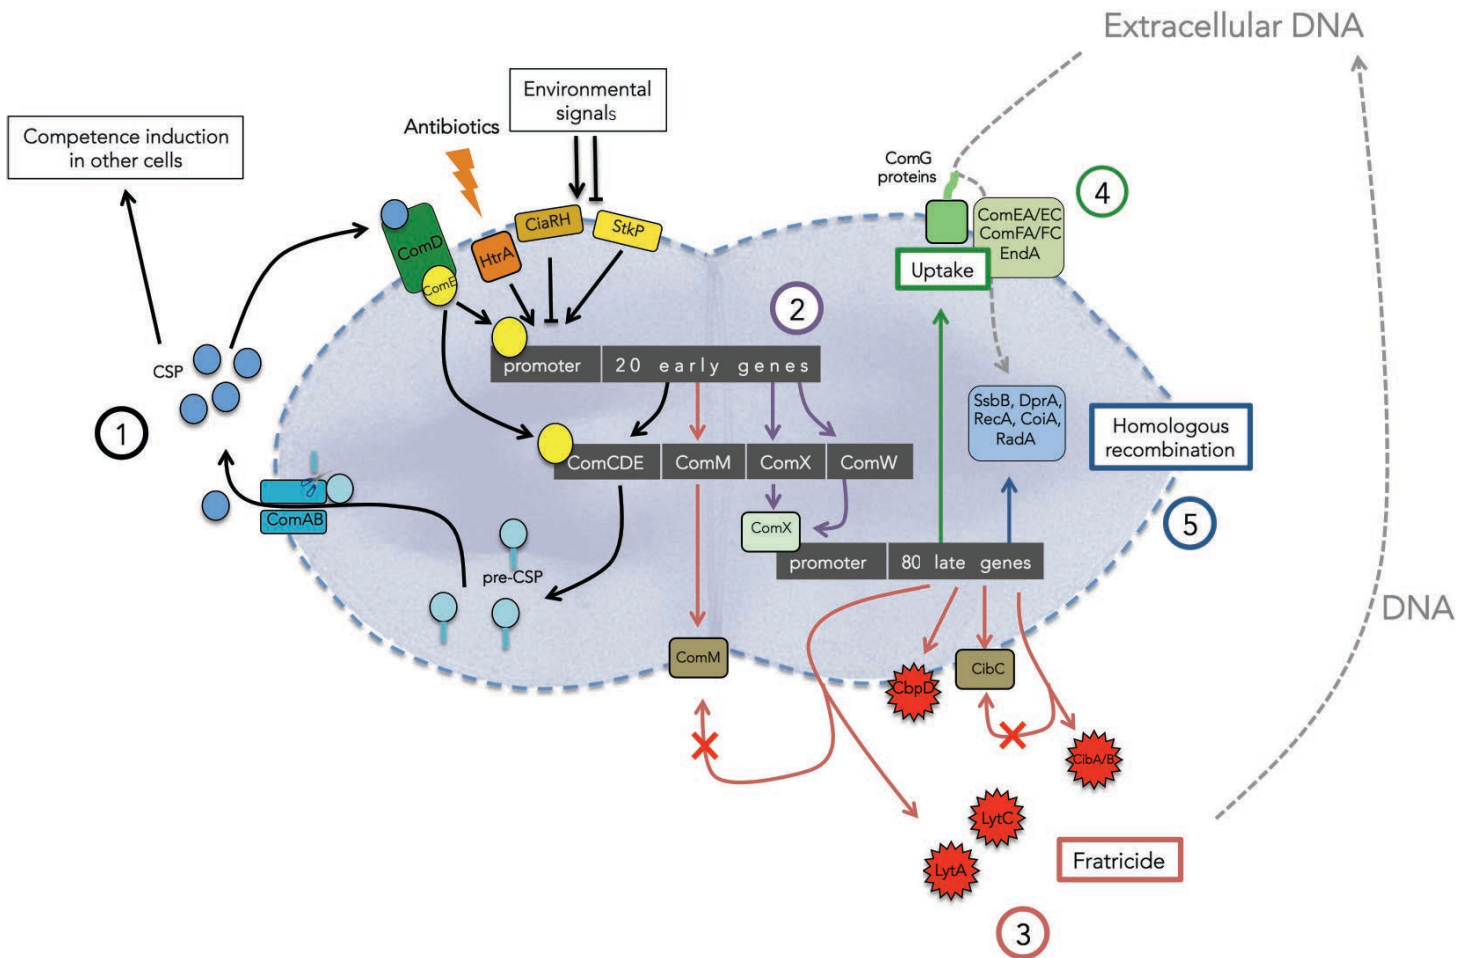 Extracellular DNA
Environmental
signals
Antibiotics
Competence induction
in other cells
ComG
proteins
4
CiaRH
StkP
ComD
HtrA
ComE
ComEA/EC
ComFA/FC
EndA
Uptake
2
promoter
20 early genes
CSP
1
SsbB, DprA,
RecA, CoiA,
RadA
Homologous
recombination
ComCDE
ComM
ComX
ComW
ComAB
ComX
5
promoter
80 late genes
pre-CSP
DNA
ComM
CbpD
CibC
CibA/B
LytC
LytA
Fratricide
3